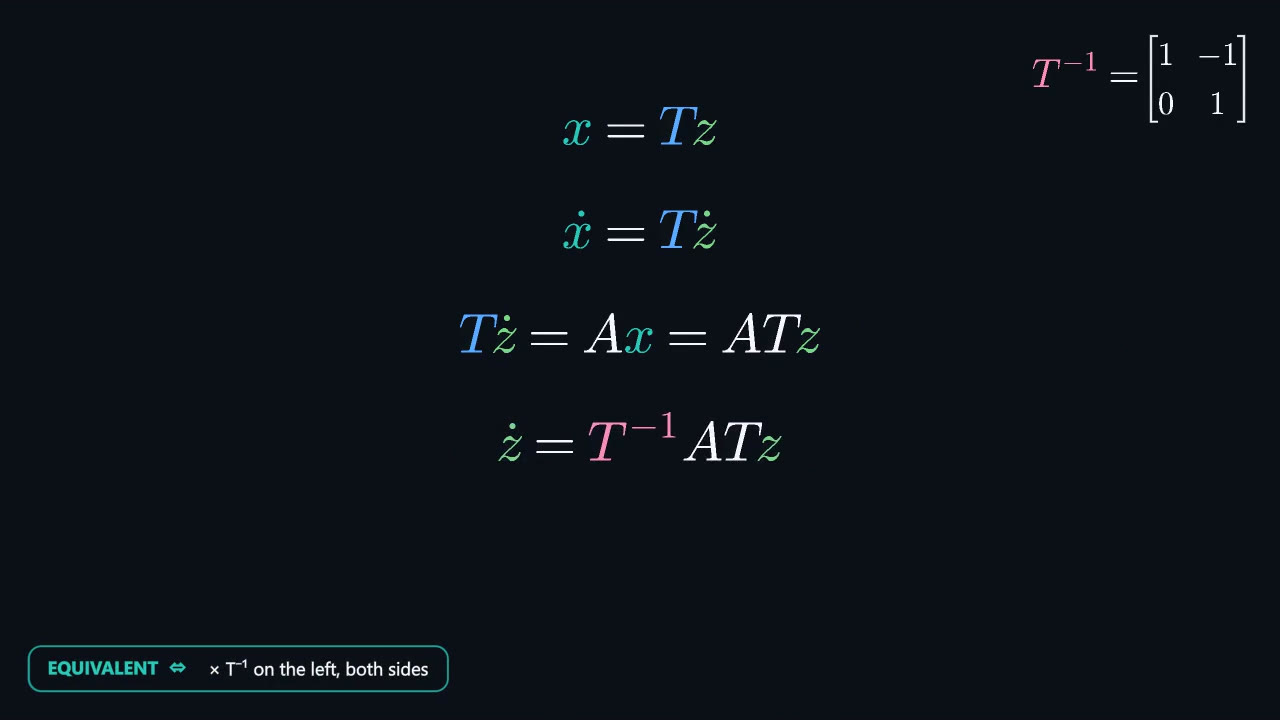 T⁻¹ = [1 −1
0 1]
x = Tz
ẋ = Tż
Tż = Ax = ATz
ż = T⁻¹ATz
EQUIVALENT ⇔ × T⁻¹ on the left, both sides